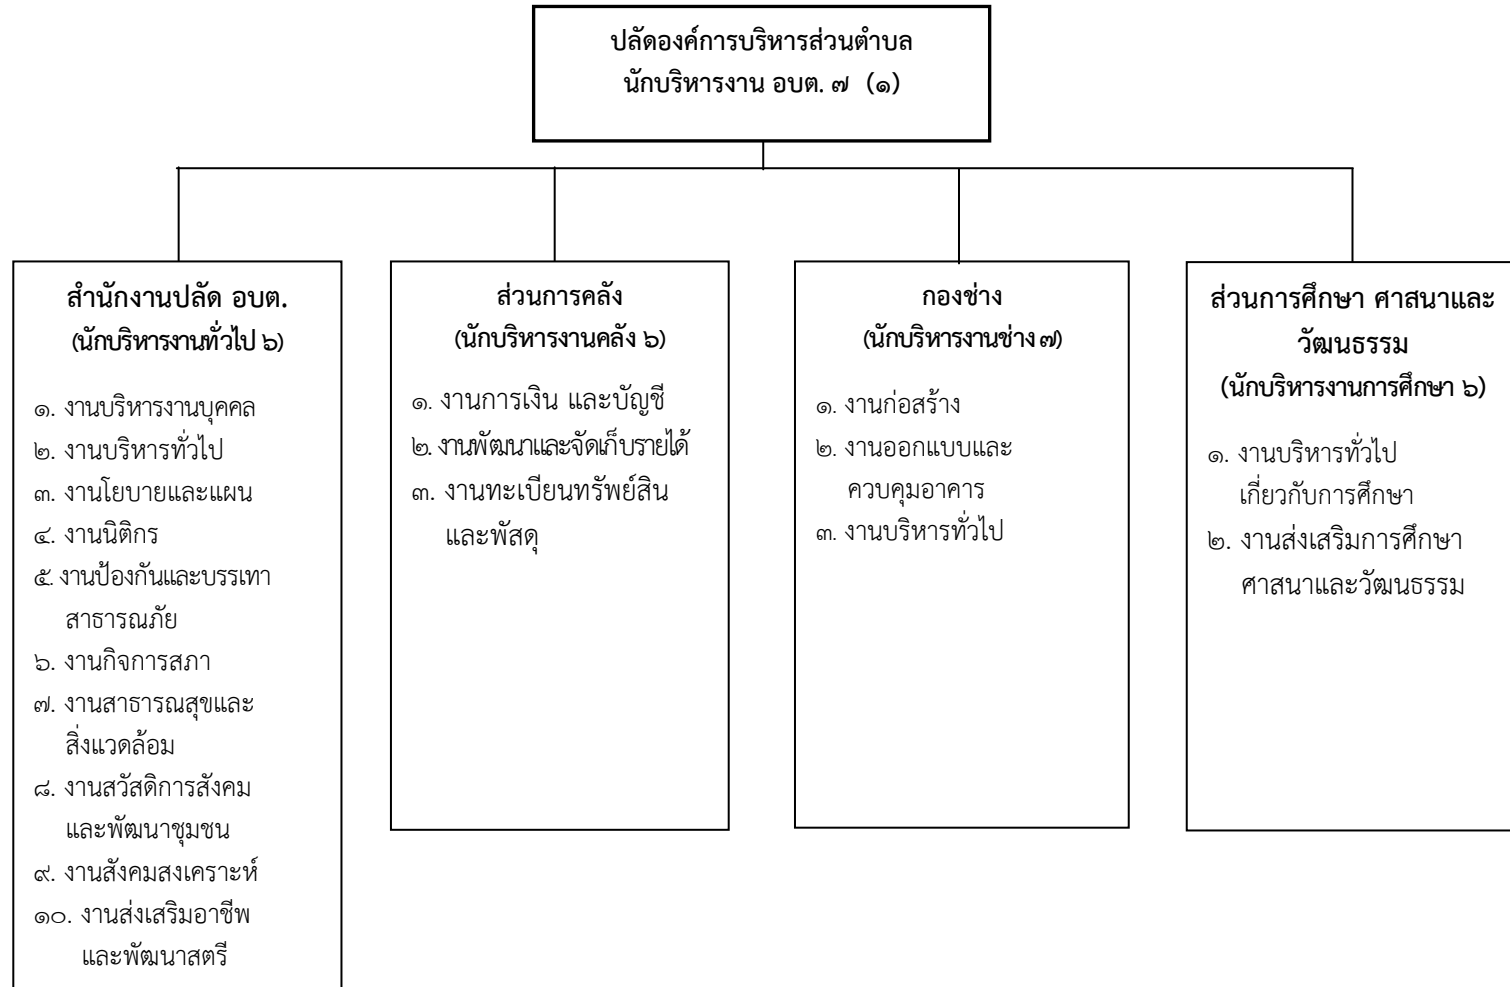 ปลัดองค์การบริหารส่วนตำบล
นักบริหารงาน อบต. ๗ (๑)
สำนักงานปลัด อบต.
(นักบริหารงานทั่วไป ๖)
๑. งานบริหารงานบุคคล
๒. งานบริหารทั่วไป
๓. งานโยบายและแผน
๔. งานนิติกร
๕. งานป้องกันและบรรเทา
สาธารณภัย
๖. งานกิจการสภา
๗. งานสาธารณสุขและ
สิ่งแวดล้อม
๘. งานสวัสดิการสังคม
และพัฒนาชุมชน
๙. งานสังคมสงเคราะห์
๑๐. งานส่งเสริมอาชีพ
และพัฒนาสตรี
ส่วนการคลัง
(นักบริหารงานคลัง ๖)
๑. งานการเงิน และบัญชี
๒. งานพัฒนาและจัดเก็บรายได้
๓. งานทะเบียนทรัพย์สิน
และพัสดุ
กองช่าง
(นักบริหารงานช่าง ๗)
๑. งานก่อสร้าง
๒. งานออกแบบและ
ควบคุมอาคาร
๓. งานบริหารทั่วไป
ส่วนการศึกษา ศาสนาและ
วัฒนธรรม
(นักบริหารงานการศึกษา ๖)
๑. งานบริหารทั่วไป
เกี่ยวกับการศึกษา
๒. งานส่งเสริมการศึกษา
ศาสนาและวัฒนธรรม